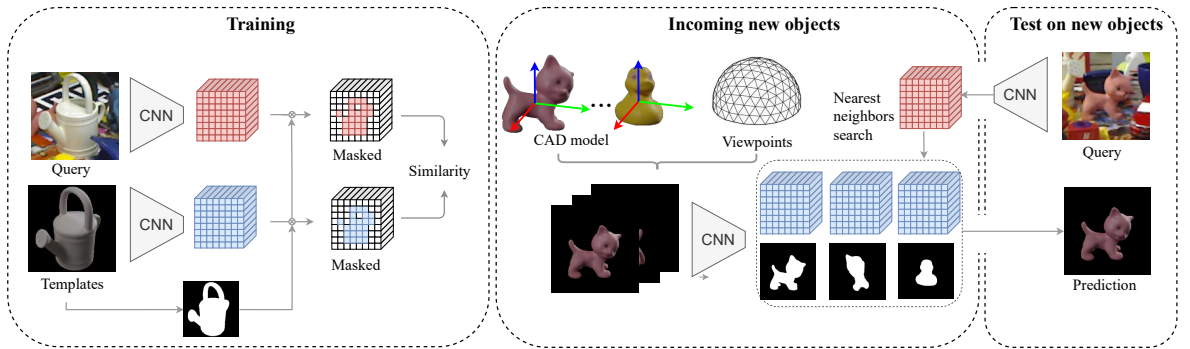 Training
CNN
Query
Masked
Similarity
CNN
Templates
Masked
Incoming new objects
CAD model
Viewpoints
Nearest
neighbors
search
CNN
Test on new objects
CNN
Query
Prediction